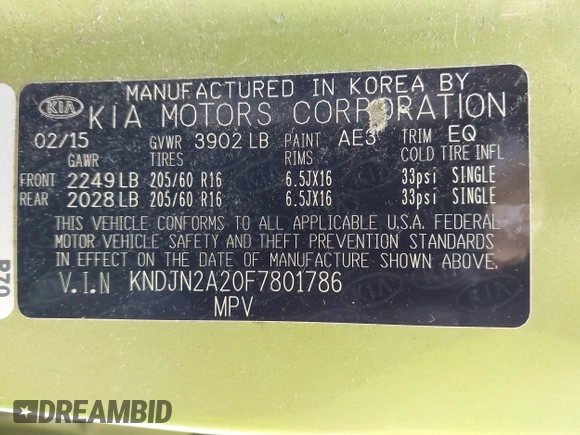 MANUFACTURED IN KOREA BY
KIA KIA MOTORS CORPORATION
02/15 GVWR 3902 LB PAINT AE3 TRIM EQ
GAWR TIRES RIMS COLD TIRE INFL
FRONT 2249 LB 205/60 R16 6.5JX16 33psi SINGLE
REAR 2028 LB 205/60 R16 6.5JX16 33psi SINGLE
THIS VEHICLE CONFORMS TO ALL APPLICABLE U.S.A. FEDERAL
MOTOR VEHICLE SAFETY AND THEFT PREVENTION STANDARDS
IN EFFECT ON THE DATE OF MANUFACTURE SHOWN ABOVE.
V.I.N KNDJN2A20F7801786
MPV
DREAMBID